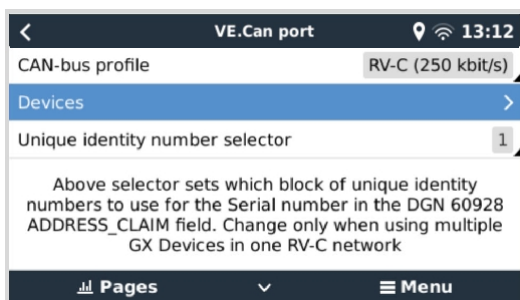 VE.Can port 13:12
CAN-bus profile RV-C (250 kbit/s)
Devices
Unique identity number selector 1
Above selector sets which block of unique identity
numbers to use for the Serial number in the DGN 60928
ADDRESS_CLAIM field. Change only when using multiple
GX Devices in one RV-C network
Pages Menu